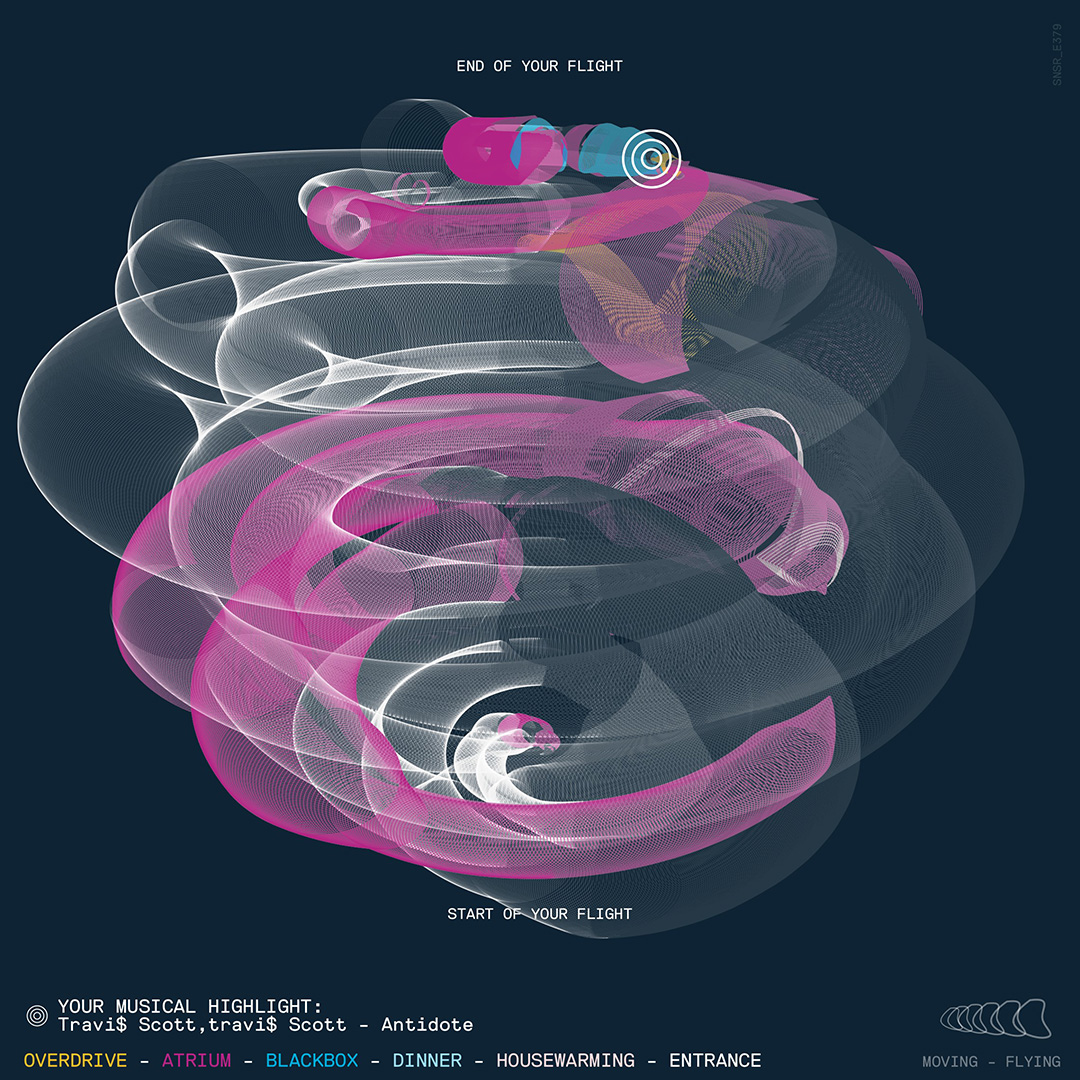 SNSR_E379
END OF YOUR FLIGHT
START OF YOUR FLIGHT
YOUR MUSICAL HIGHLIGHT:
Travi$ Scott,travi$ Scott - Antidote
OVERDRIVE - ATRIUM - BLACKBOX - DINNER - HOUSEWARMING - ENTRANCE
MOVING - FLYING